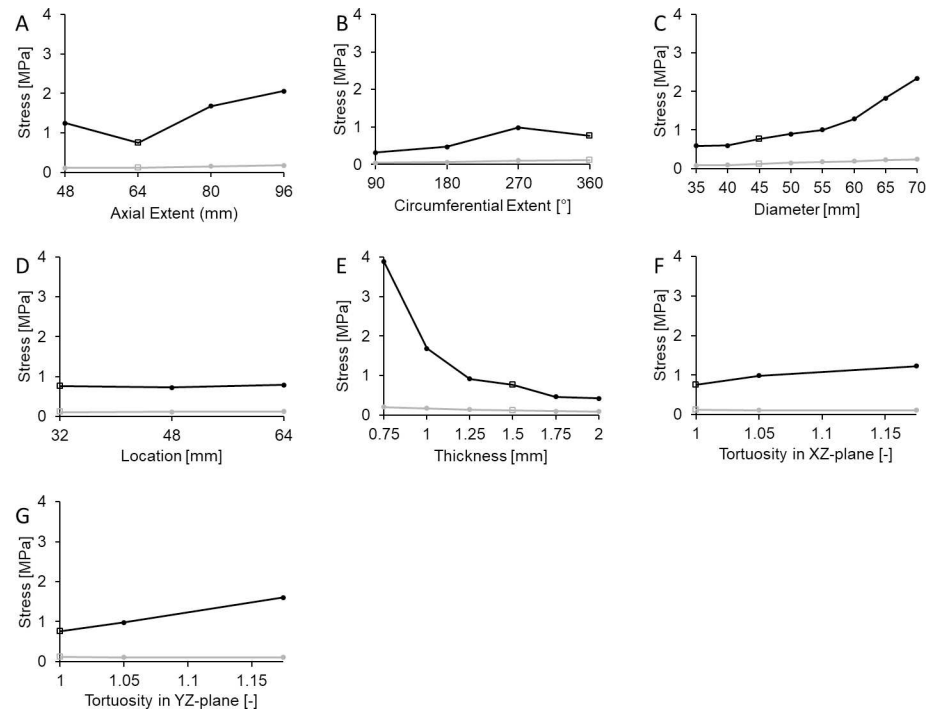 A
Stress [MPa]
4
3
2
1
0
48 64 80 96
Axial Extent (mm)
B
Stress [MPa]
4
3
2
1
0
90 180 270 360
Circumferential Extent [°]
C
Stress [MPa]
4
3
2
1
0
35 40 45 50 55 60 65 70
Diameter [mm]
D
Stress [MPa]
4
3
2
1
0
32 48 64
Location [mm]
E
Stress [MPa]
4
3
2
1
0
0.75 1 1.25 1.5 1.75 2
Thickness [mm]
F
Stress [MPa]
4
3
2
1
0
1 1.05 1.1 1.15
Tortuosity in XZ-plane [-]
G
Stress [MPa]
4
3
2
1
0
1 1.05 1.1 1.15
Tortuosity in YZ-plane [-]